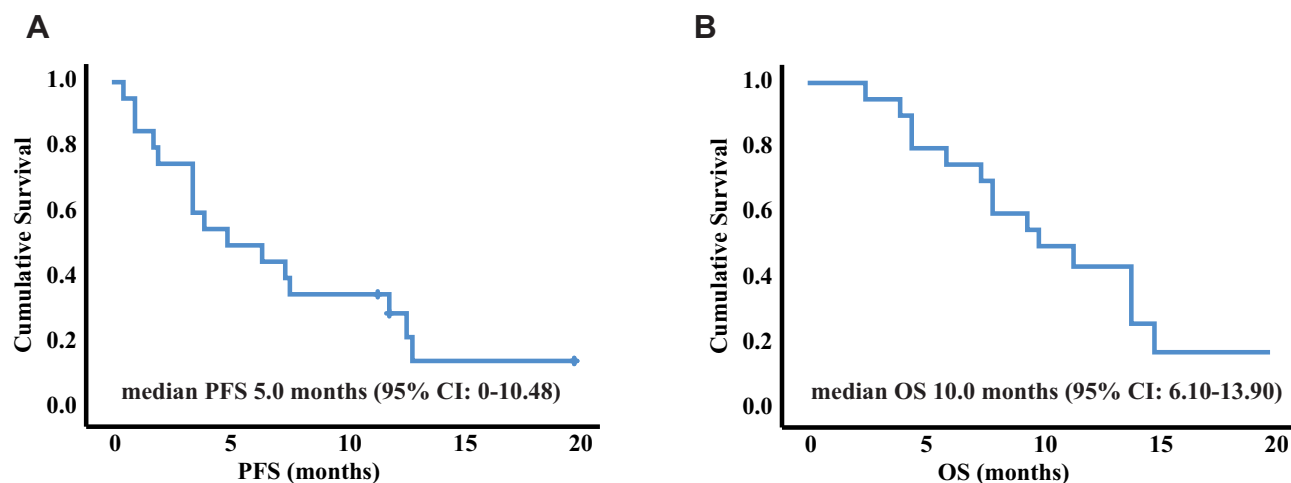 A
Cumulative Survival
1.0
0.8
0.6
0.4
0.2
0.0
median PFS 5.0 months (95% CI: 0-10.48)
0 5 10 15 20
PFS (months)
B
Cumulative Survival
1.0
0.8
0.6
0.4
0.2
0.0
median OS 10.0 months (95% CI: 6.10-13.90)
0 5 10 15 20
OS (months)